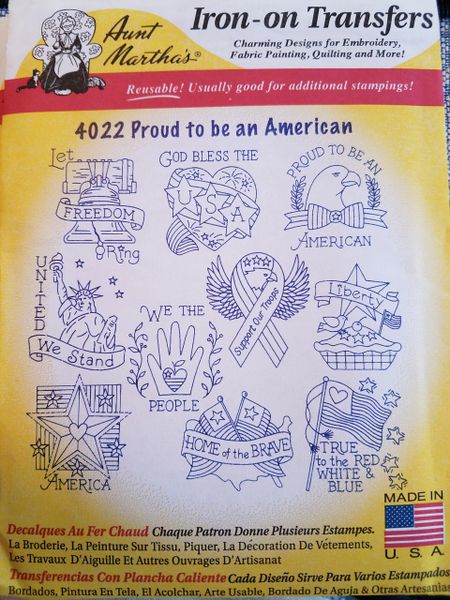 Aunt
Martha's®
Iron-on Transfers
Charming Designs for Embroidery,
Fabric Painting, Quilting and More!
Reusable! Usually good for additional stampings!
4022 Proud to be an American
Let
FREEDOM
Ring
GOD BLESS THE
USA
PROUD TO BE AN
AMERICAN
UNITED
We Stand
WE THE
PEOPLE
Support Our Troops
Liberty
AMERICA
HOME of the BRAVE
TRUE
to the RED
WHITE &
BLUE
MADE IN
U.S.A.
Decalques Au Fer Chaud Chaque Patron Donne Plusieurs Estampes.
La Broderie, La Peinture Sur Tissu, Piquer, La Décoration De Vétements,
Les Travaux D'Aiguille Et Autres Ouvrages D'Artisanat
Transferencias Con Plancha Caliente Cada Diseño Sirve Para Varios Estampados
Bordados, Pintura En Tela, El Acolchar, Arte Usable, Bordado De Aguja & Otras Artesanias